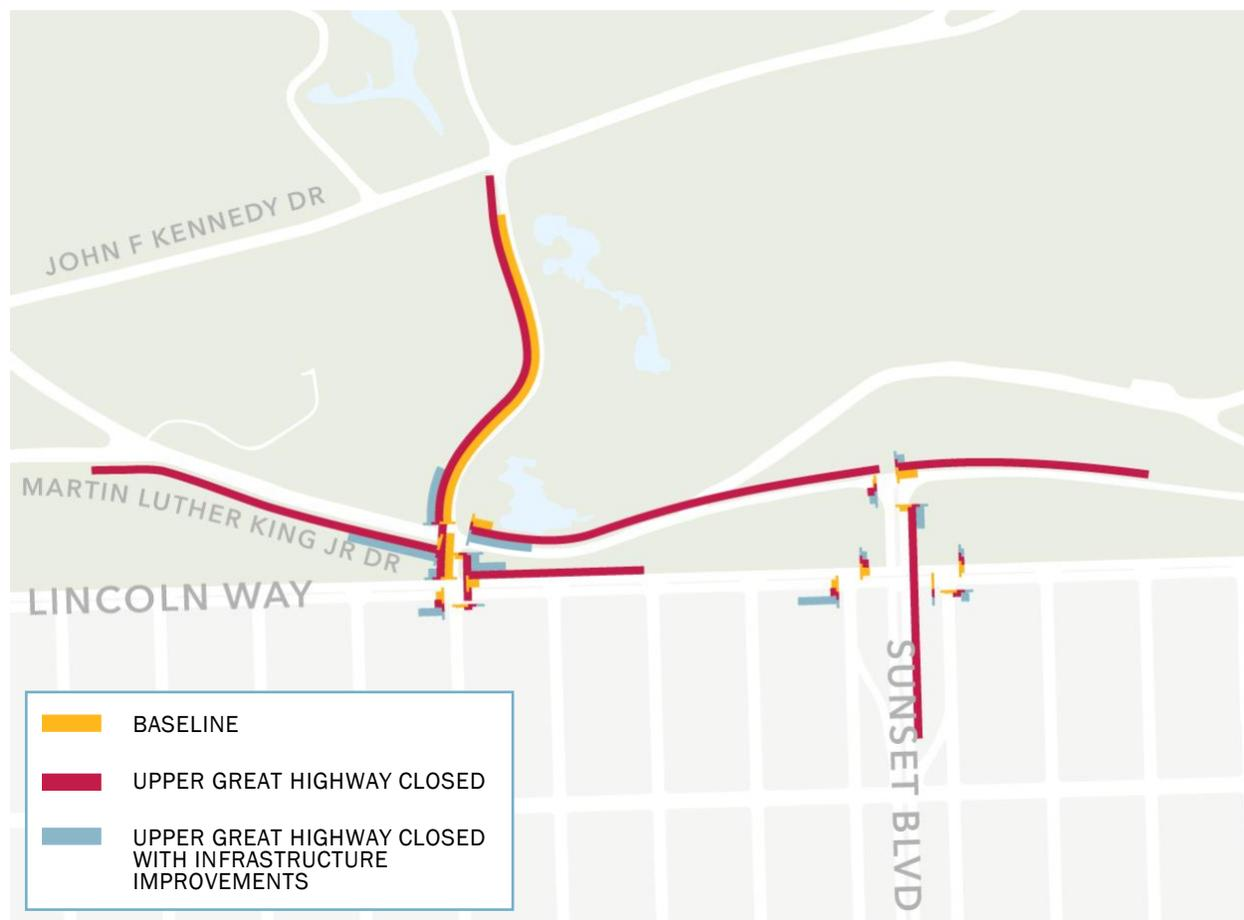 JOHN F KENNEDY DR
MARTIN LUTHER KING JR DR
LINCOLN WAY
SUNSET BLVD
BASELINE
UPPER GREAT HIGHWAY CLOSED
UPPER GREAT HIGHWAY CLOSED
WITH INFRASTRUCTURE
IMPROVEMENTS